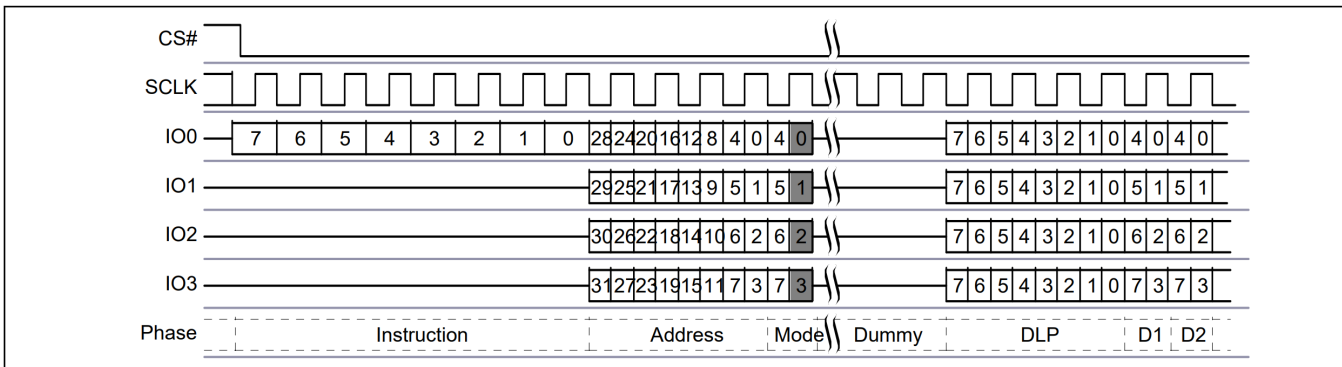 CS#
SCLK
IO0 7 6 5 4 3 2 1 0 28 24 20 16 12 8 4 0 4 0 7 6 5 4 3 2 1 0 4 0 4 0
IO1 29 25 21 17 13 9 5 1 5 1 7 6 5 4 3 2 1 0 5 1 5 1
IO2 30 26 22 18 14 10 6 2 6 2 7 6 5 4 3 2 1 0 6 2 6 2
IO3 31 27 23 19 15 11 7 3 7 3 7 6 5 4 3 2 1 0 7 3 7 3
Phase Instruction Address Mode Dummy DLP D1 D2